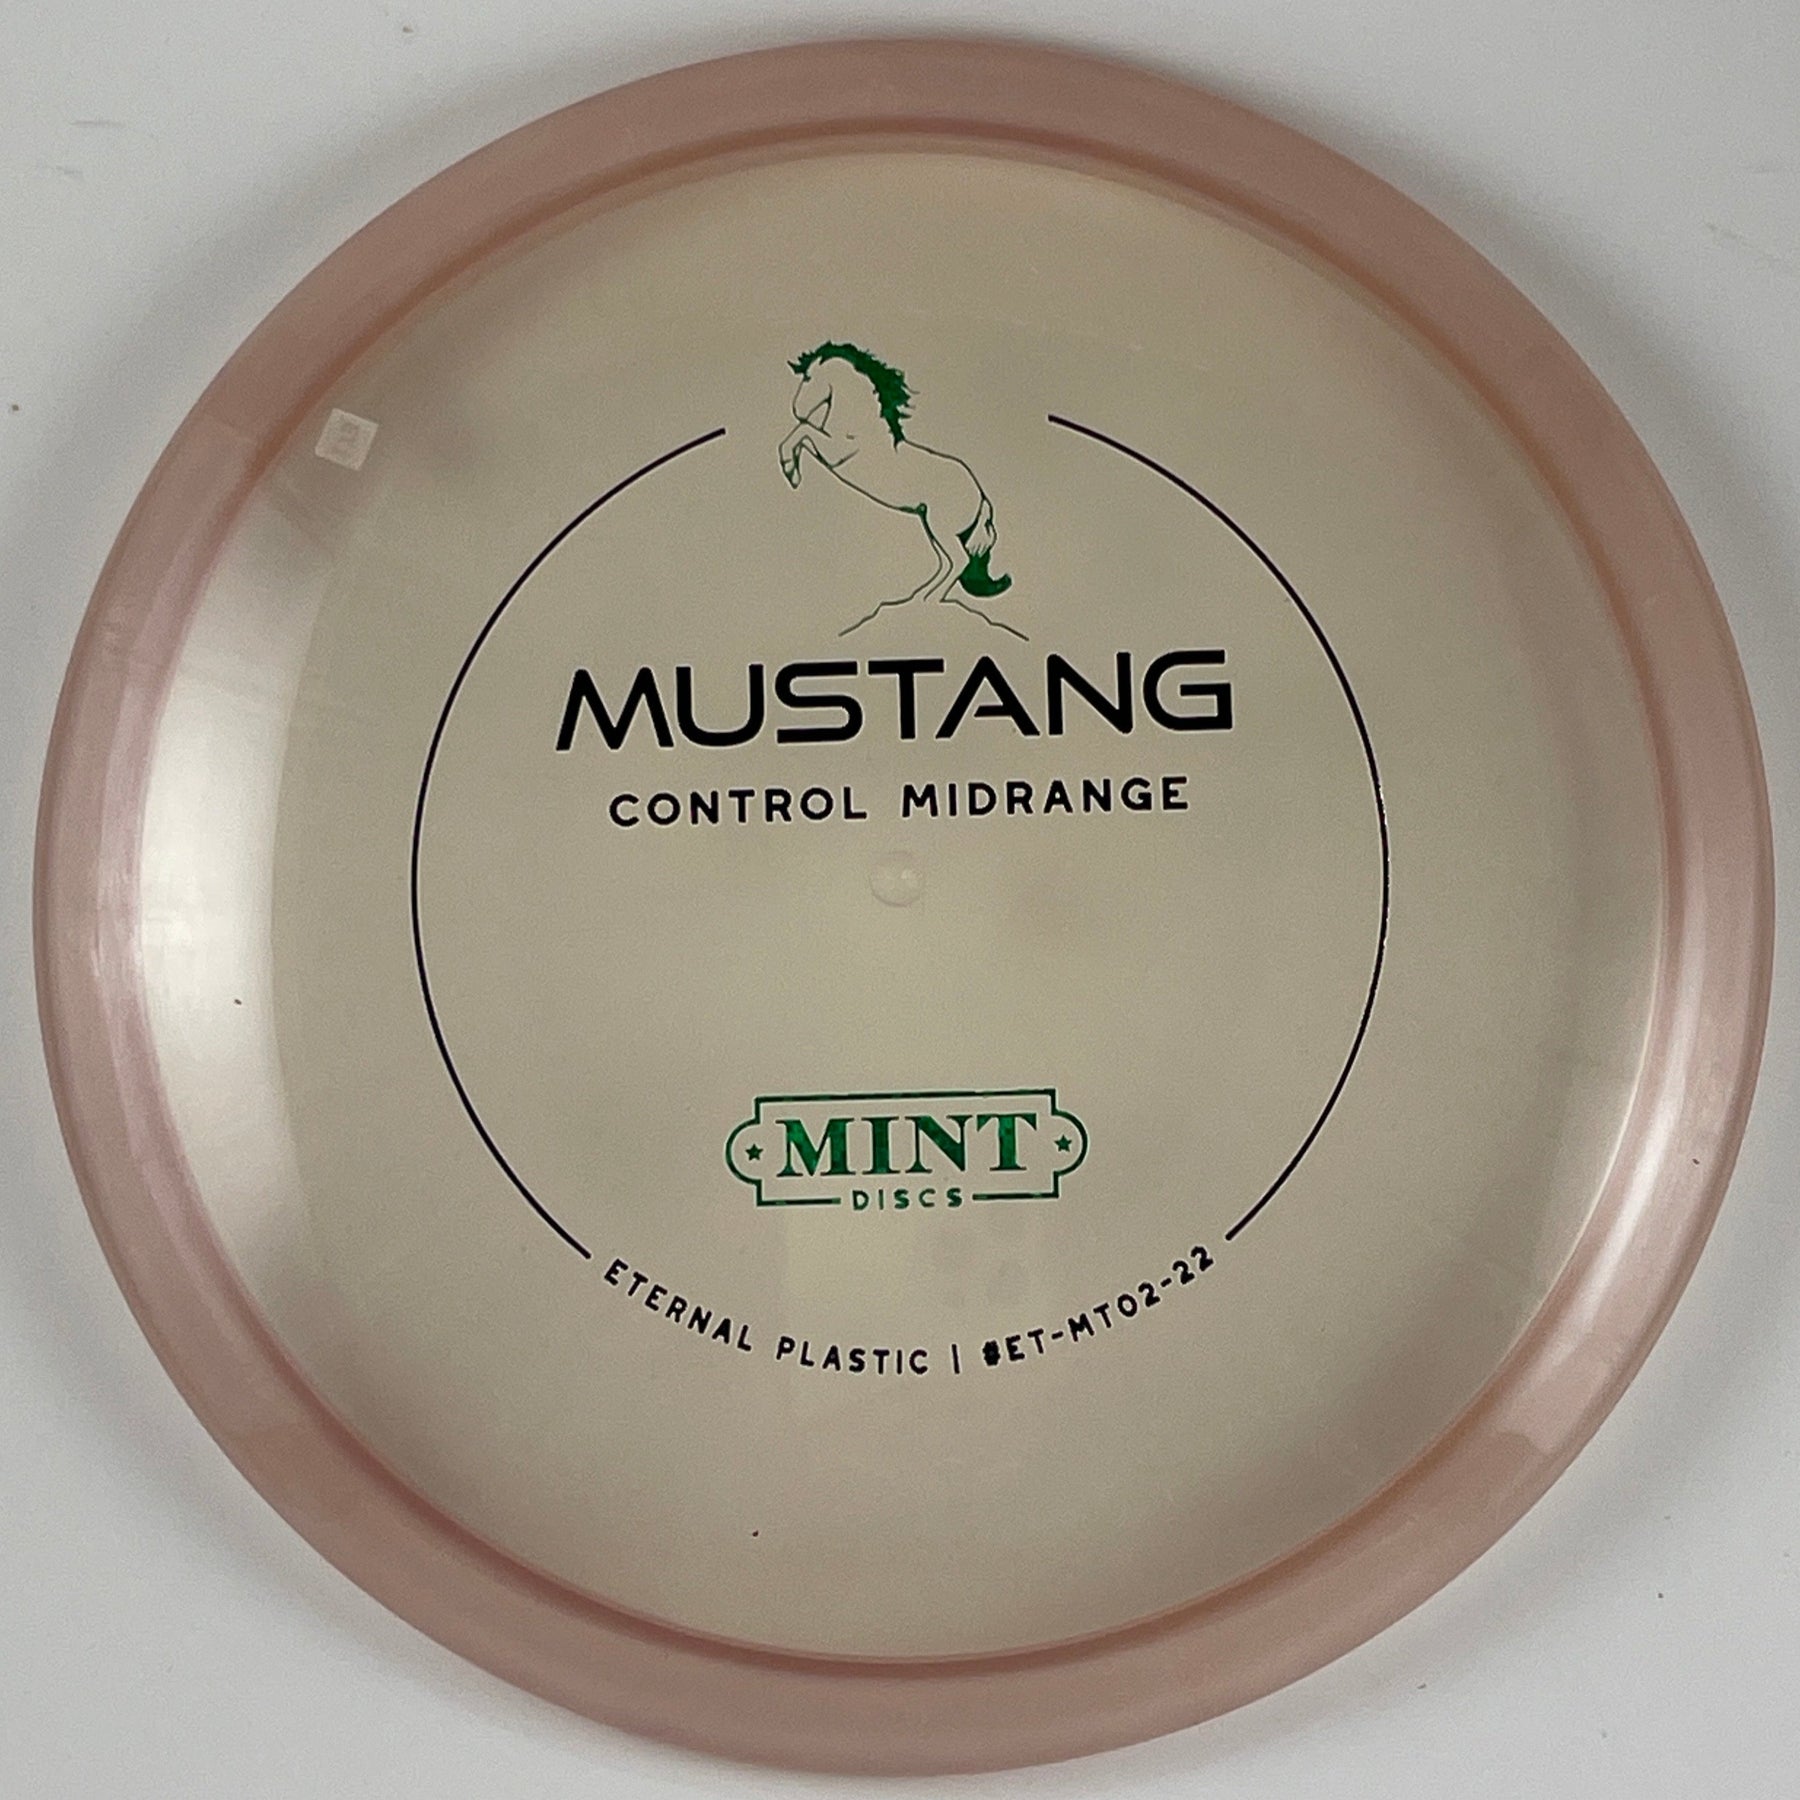 MUSTANG
CONTROL MIDRANGE
MINT
DISCS
ETERNAL PLASTIC | #ET-MT02-22